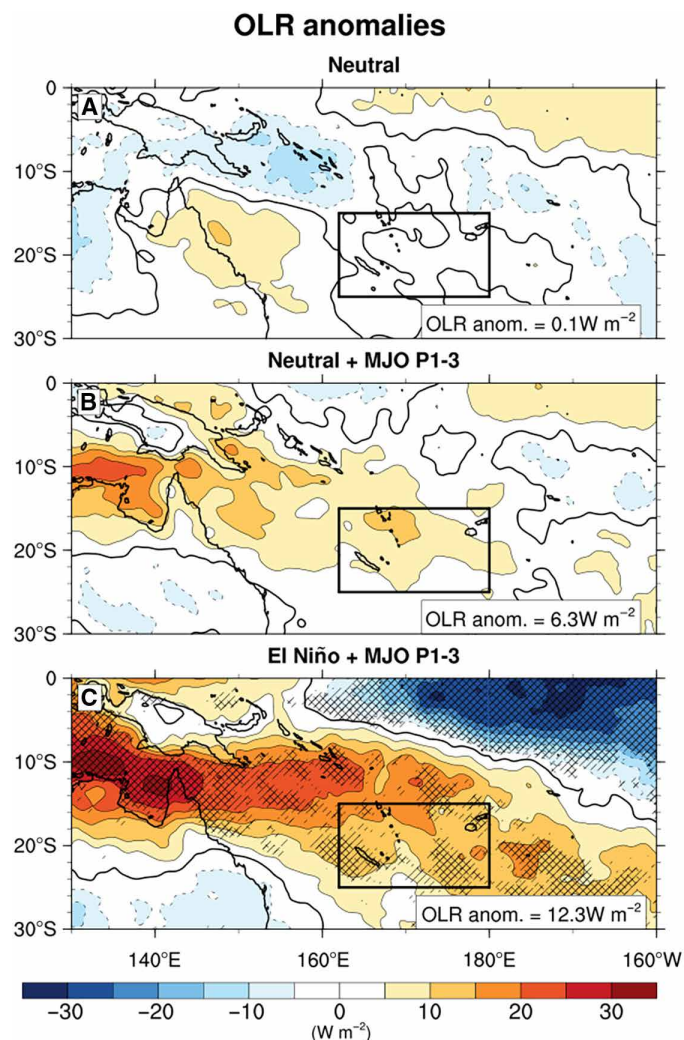 OLR anomalies
Neutral
A
0
10°S
20°S
30°S
OLR anom. = 0.1W m⁻²
Neutral + MJO P1-3
B
0
10°S
20°S
30°S
OLR anom. = 6.3W m⁻²
El Niño + MJO P1-3
C
0
10°S
20°S
30°S
OLR anom. = 12.3W m⁻²
140°E 160°E 180°E 160°W
−30 −20 −10 0 10 20 30
(W m⁻²)